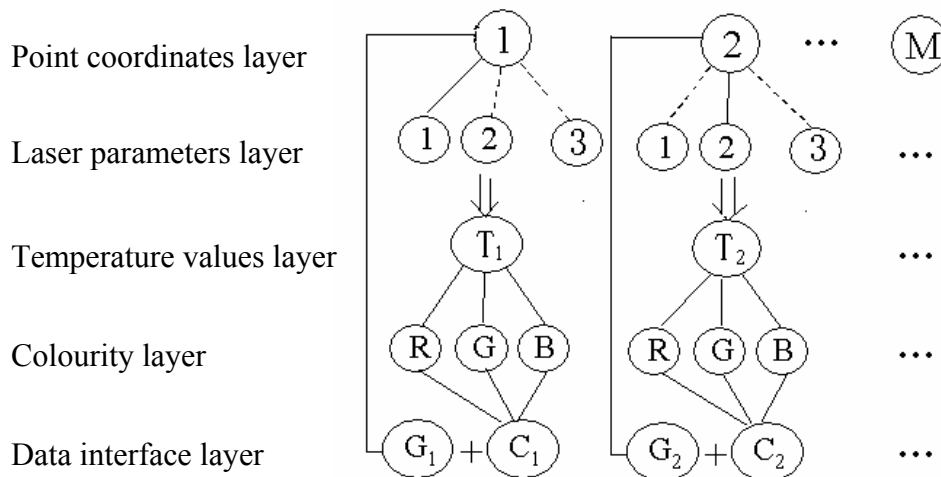 Point coordinates layer 1 2 ... M
Laser parameters layer 1 2 3 1 2 3 ...
Temperature values layer T₁ T₂ ...
Colourity layer R G B R G B ...
Data interface layer G₁ + C₁ G₂ + C₂ ...